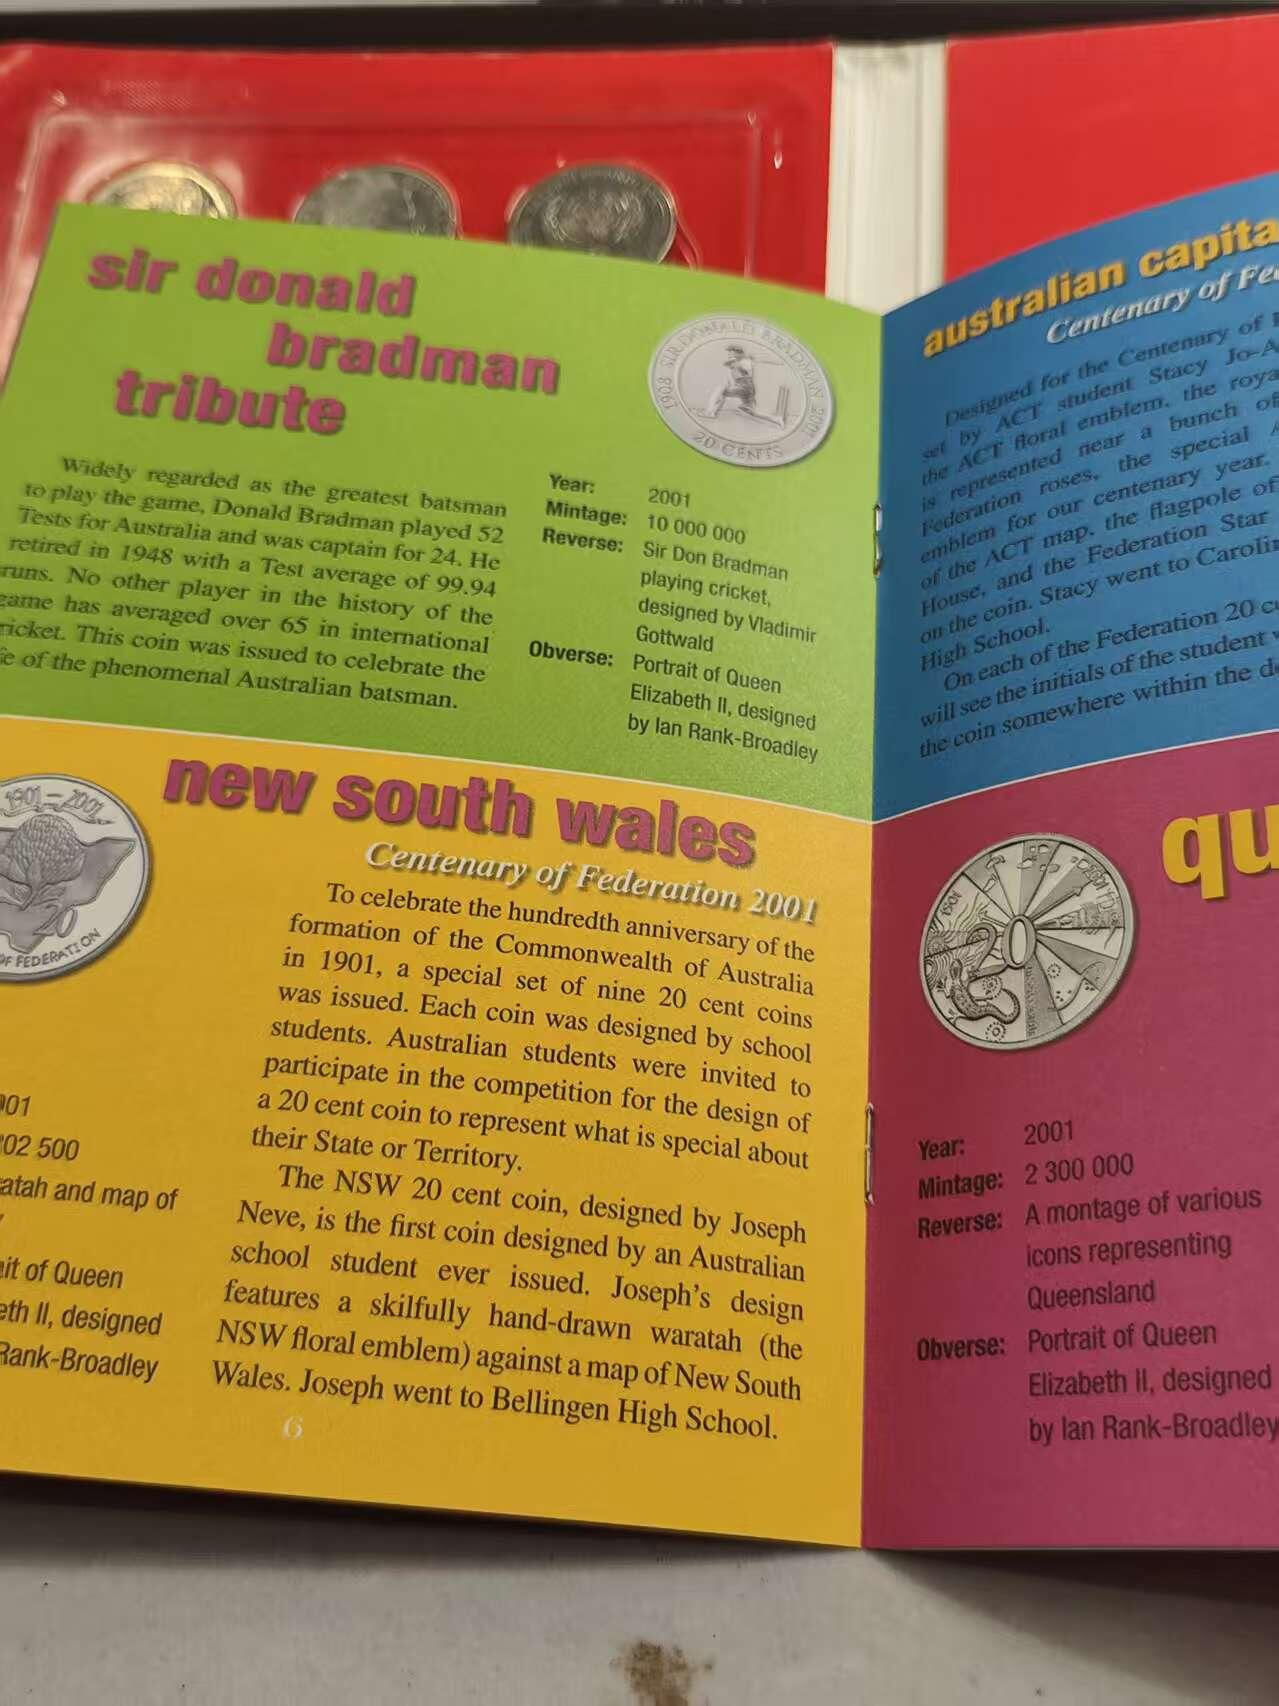 sir donald
bradman
tribute
1908 SIR DONALD BRADMAN 2001
20 CENTS
Widely regarded as the greatest batsman
to play the game, Donald Bradman played 52
Tests for Australia and was captain for 24. He
retired in 1948 with a Test average of 99.94
runs. No other player in the history of the
game has averaged over 65 in international
ricket. This coin was issued to celebrate the
fe of the phenomenal Australian batsman.
Year: 2001
Mintage: 10 000 000
Reverse: Sir Don Bradman
playing cricket,
designed by Vladimir
Gottwald
Obverse: Portrait of Queen
Elizabeth II, designed
by Ian Rank-Broadley
new south wales
Centenary of Federation 2001
1901-2001
20
OF FEDERATION
To celebrate the hundredth anniversary of the
formation of the Commonwealth of Australia
in 1901, a special set of nine 20 cent coins
was issued. Each coin was designed by school
students. Australian students were invited to
participate in the competition for the design of
a 20 cent coin to represent what is special about
their State or Territory.
The NSW 20 cent coin, designed by Joseph
Neve, is the first coin designed by an Australian
school student ever issued. Joseph's design
features a skilfully hand-drawn waratah (the
NSW floral emblem) against a map of New South
Wales. Joseph went to Bellingen High School.
01
02 500
atah and map of
it of Queen
eth II, designed
Rank-Broadley
6
australian capita
Centenary of Fe
Designed for the Centenary of
set by ACT student Stacy Jo-A
the ACT floral emblem, the roya
is represented near a bunch of
Federation roses, the special A
emblem for our centenary year.
of the ACT map, the flagpole of
House, and the Federation Star
on the coin. Stacy went to Carolin
High School.
On each of the Federation 20 c
will see the initials of the student
the coin somewhere within the d
qu
1901
2001
20
Year: 2001
Mintage: 2 300 000
Reverse: A montage of various
icons representing
Queensland
Obverse: Portrait of Queen
Elizabeth II, designed
by Ian Rank-Broadley